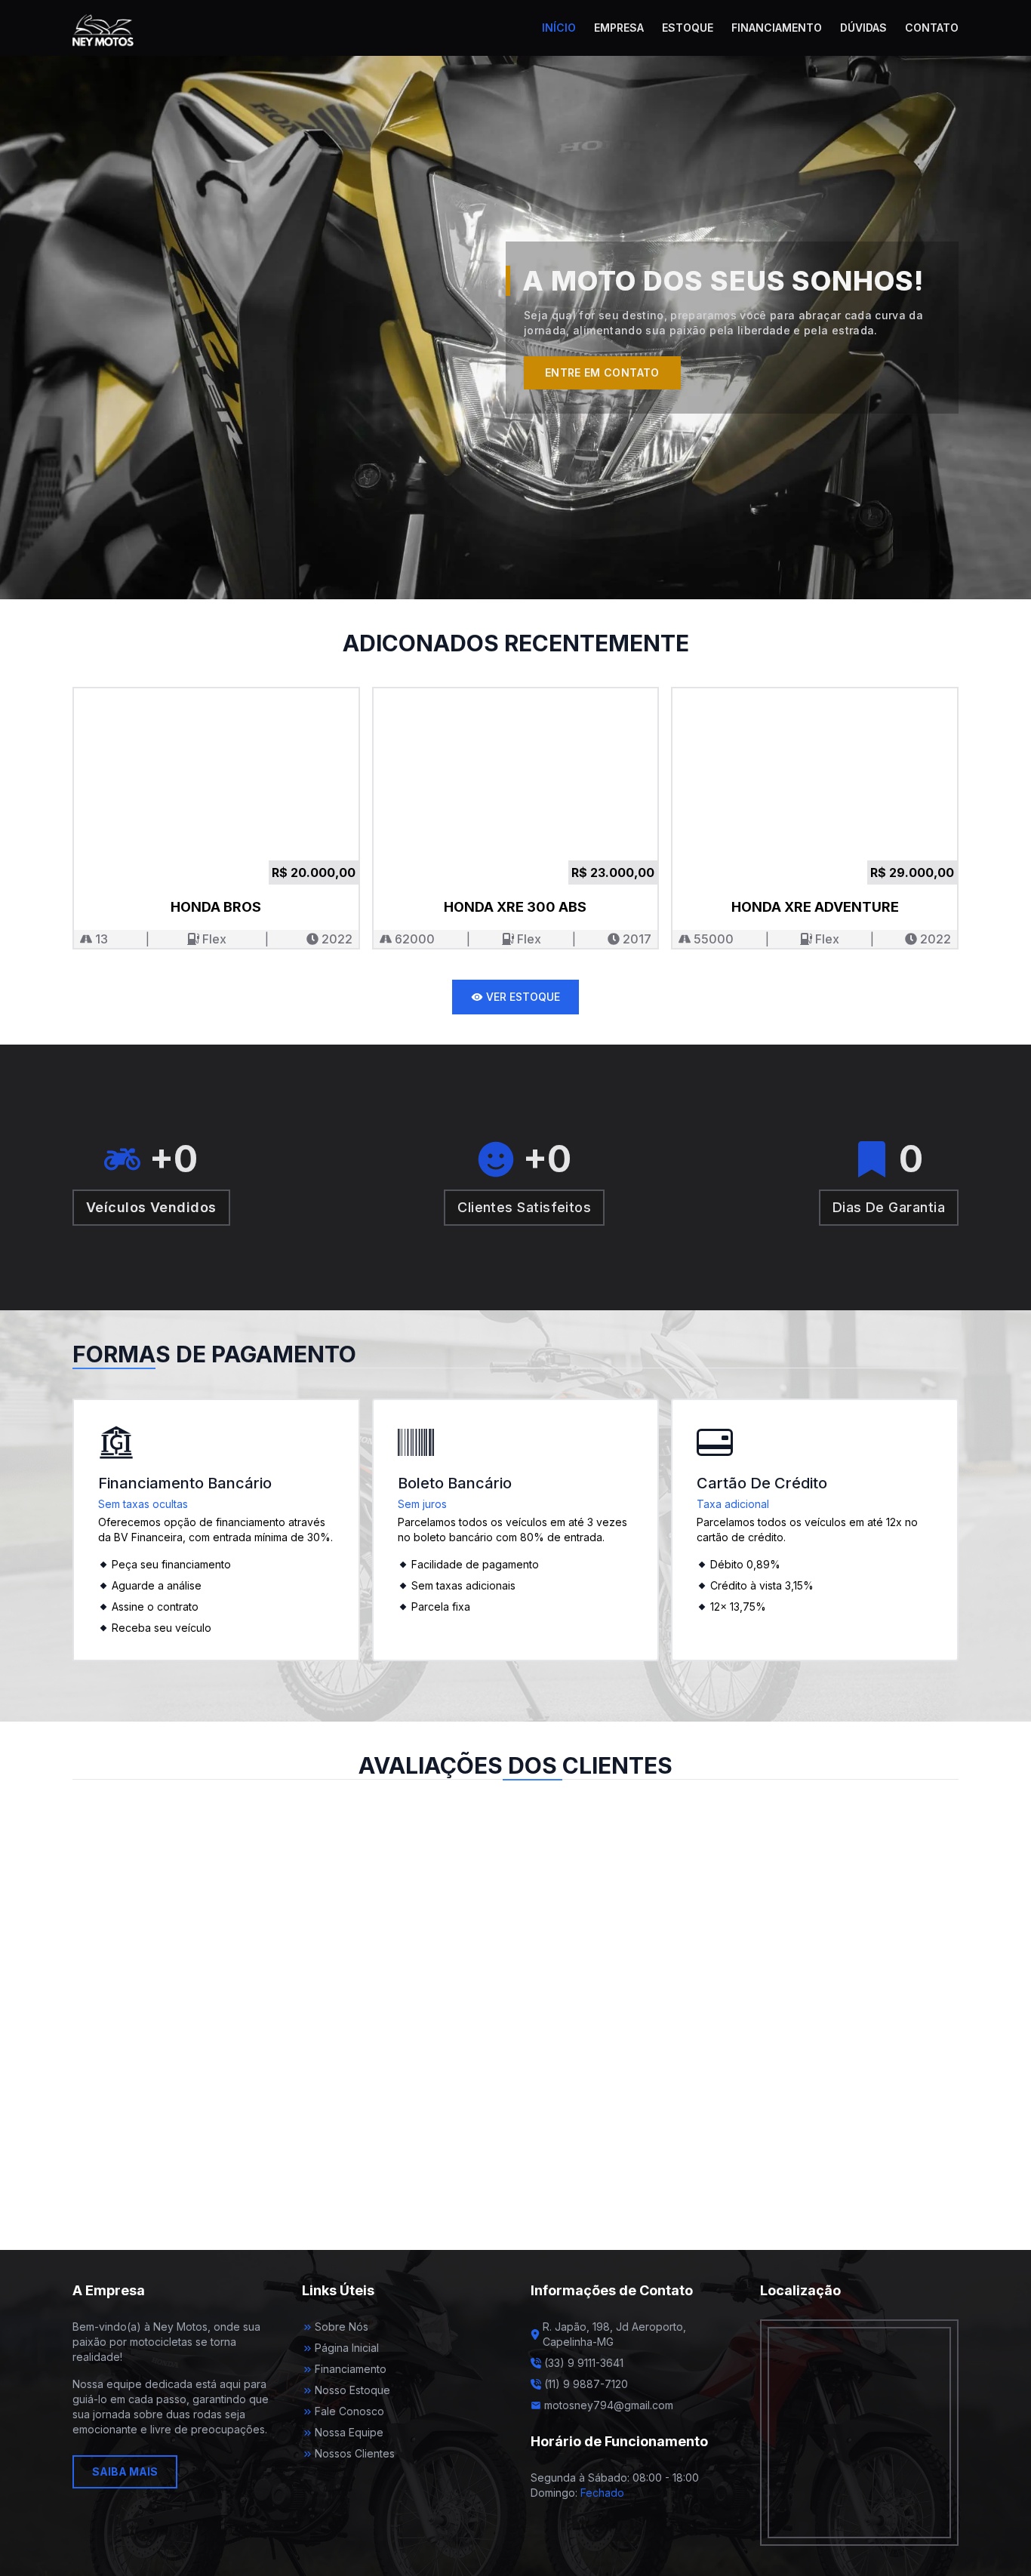 NEY MOTOS
INÍCIO EMPRESA ESTOQUE FINANCIAMENTO DÚVIDAS CONTATO
HONDA
HONDA
A MOTO DOS SEUS SONHOS!
Seja qual for seu destino, preparamos você para abraçar cada curva da
jornada, alimentando sua paixão pela liberdade e pela estrada.
ENTRE EM CONTATO
ADICONADOS RECENTEMENTE
R$ 20.000,00
HONDA BROS
13 | Flex | 2022
R$ 23.000,00
HONDA XRE 300 ABS
62000 | Flex | 2017
R$ 29.000,00
HONDA XRE ADVENTURE
55000 | Flex | 2022
VER ESTOQUE
+0
Veículos Vendidos
+0
Clientes Satisfeitos
0
Dias De Garantia
FORMAS DE PAGAMENTO
Financiamento Bancário
Sem taxas ocultas
Oferecemos opção de financiamento através
da BV Financeira, com entrada mínima de 30%.
Peça seu financiamento
Aguarde a análise
Assine o contrato
Receba seu veículo
Boleto Bancário
Sem juros
Parcelamos todos os veículos em até 3 vezes
no boleto bancário com 80% de entrada.
Facilidade de pagamento
Sem taxas adicionais
Parcela fixa
Cartão De Crédito
Taxa adicional
Parcelamos todos os veículos em até 12x no
cartão de crédito.
Débito 0,89%
Crédito à vista 3,15%
12x 13,75%
AVALIAÇÕES DOS CLIENTES
A Empresa
Bem-vindo(a) à Ney Motos, onde sua
paixão por motocicletas se torna
realidade!
Nossa equipe dedicada está aqui para
guiá-lo em cada passo, garantindo que
sua jornada sobre duas rodas seja
emocionante e livre de preocupações.
SAIBA MAIS
Links Úteis
Sobre Nós
Página Inicial
Financiamento
Nosso Estoque
Fale Conosco
Nossa Equipe
Nossos Clientes
Informações de Contato
R. Japão, 198, Jd Aeroporto,
Capelinha-MG
(33) 9 9111-3641
(11) 9 9887-7120
motosney794@gmail.com
Horário de Funcionamento
Segunda à Sábado: 08:00 - 18:00
Domingo: Fechado
Localização